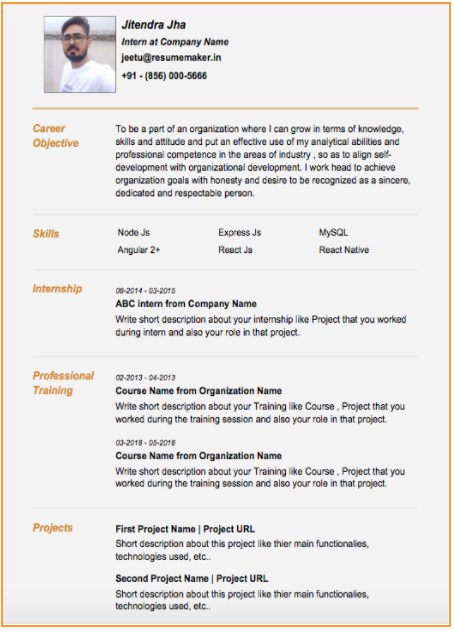 Jitendra Jha
Intern at Company Name
jeetu@resumemaker.in
+91 - (856) 000-5666
Career
Objective
To be a part of an organization where I can grow in terms of knowledge,
skills and attitude and put an effective use of my analytical abilities and
professional competence in the areas of industry , so as to align self-
development with organizational development. I work head to achieve
organization goals with honesty and desire to be recognized as a sincere,
dedicated and respectable person.
Skills
Node Js Express Js MySQL
Angular 2+ React Js React Native
Internship
08-2014 - 03-2015
ABC intern from Company Name
Write short description about your internship like Project that you worked
during intern and also your role in that project.
Professional
Training
02-2013 - 04-2013
Course Name from Organization Name
Write short description about your Training like Course , Project that you
worked during the training session and also your role in that project.
03-2018 - 05-2018
Course Name from Organization Name
Write short description about your Training like Course , Project that you
worked during the training session and also your role in that project.
Projects
First Project Name | Project URL
Short description about this project like thier main functionalies,
technologies used, etc..
Second Project Name | Project URL
Short description about this project like thier main functionalies,
technologies used, etc..